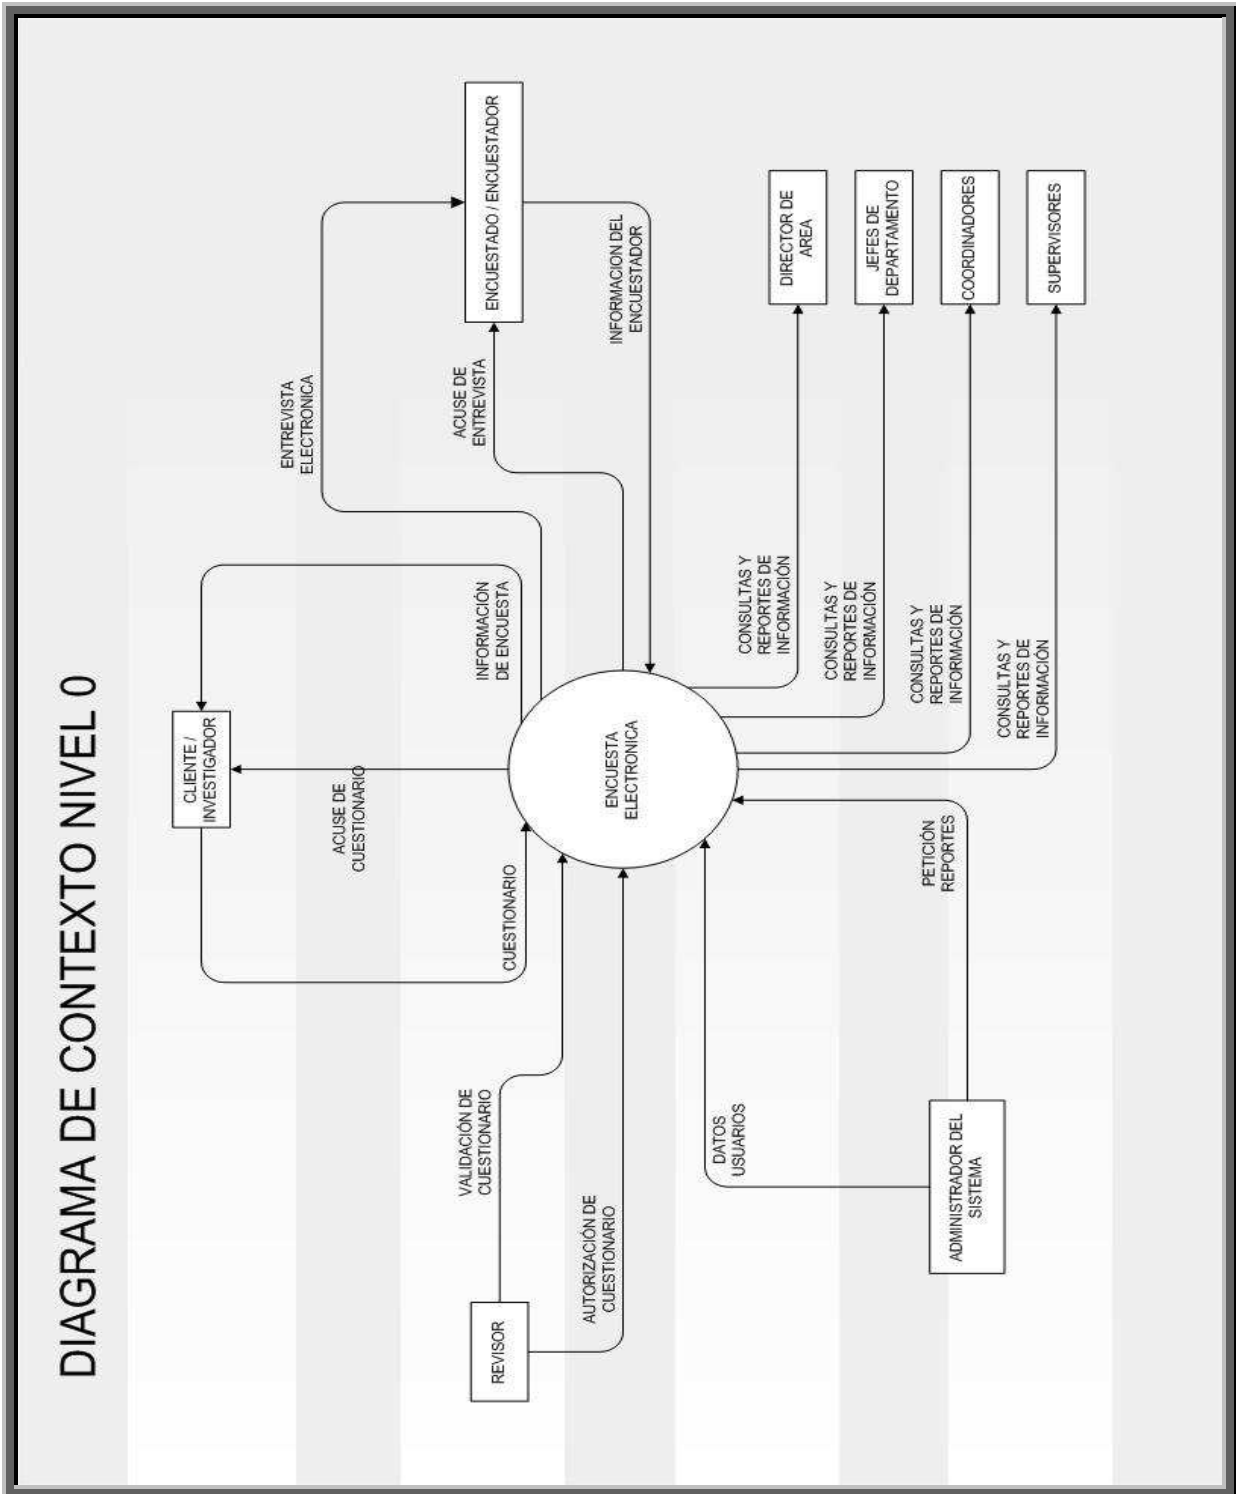 DIAGRAMA DE CONTEXTO NIVEL 0
CLIENTE /
INVESTIGADOR
ACUSE DE
CUESTIONARIO
CUESTIONARIO
INFORMACIÓN
DE ENCUESTA
ENTREVISTA
ELECTRONICA
ACUSE DE
ENTREVISTA
ENCUESTADO / ENCUESTADOR
INFORMACION DEL
ENCUESTADOR
REVISOR
VALIDACIÓN DE
CUESTIONARIO
AUTORIZACIÓN DE
CUESTIONARIO
ENCUESTA
ELECTRONICA
CONSULTAS Y
REPORTES DE
INFORMACIÓN
DIRECTOR DE
AREA
CONSULTAS Y
REPORTES DE
INFORMACIÓN
JEFES DE
DEPARTAMENTO
CONSULTAS Y
REPORTES DE
INFORMACIÓN
COORDINADORES
CONSULTAS Y
REPORTES DE
INFORMACIÓN
SUPERVISORES
DATOS
USUARIOS
PETICIÓN
REPORTES
ADMINISTRADOR DEL
SISTEMA